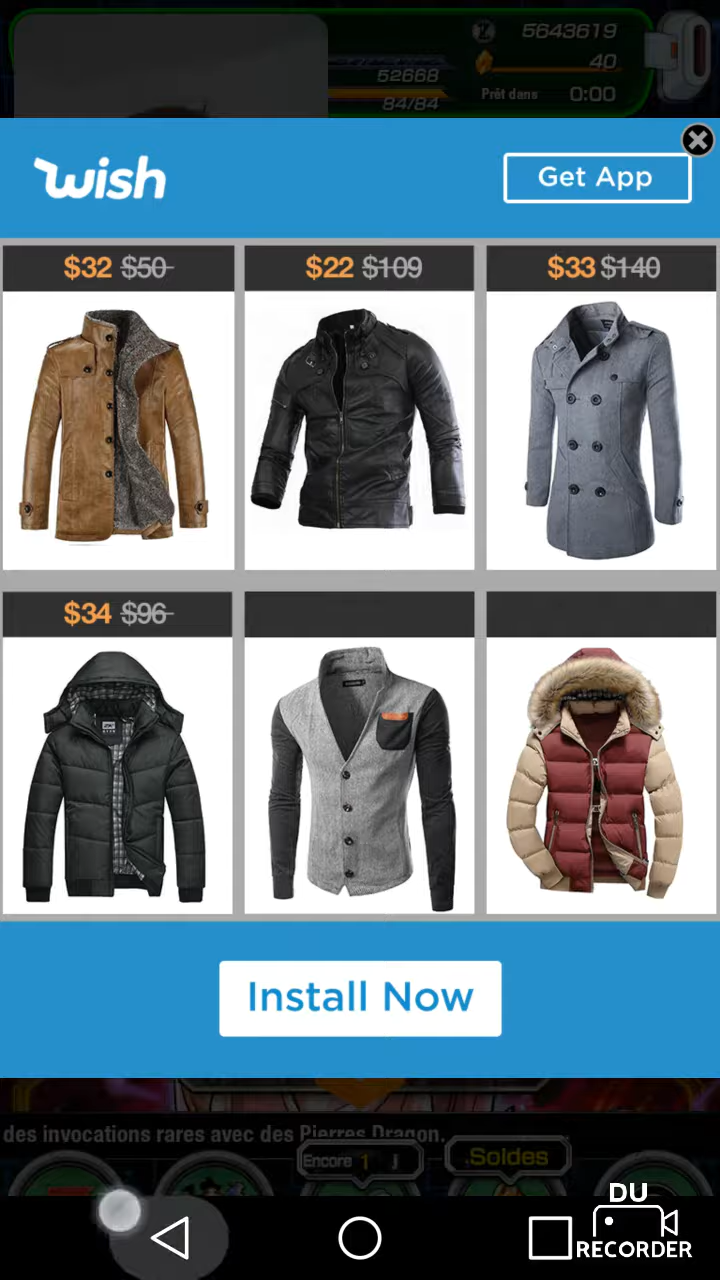 5643619
40
52668
84/84
Prêt dans 0:00
wish
Get App
$32 $50
$22 $109
$33 $140
$34 $96
Install Now
des invocations rares avec des Pierres Dragon.
Encore 1 J
Soldes
DU
RECORDER